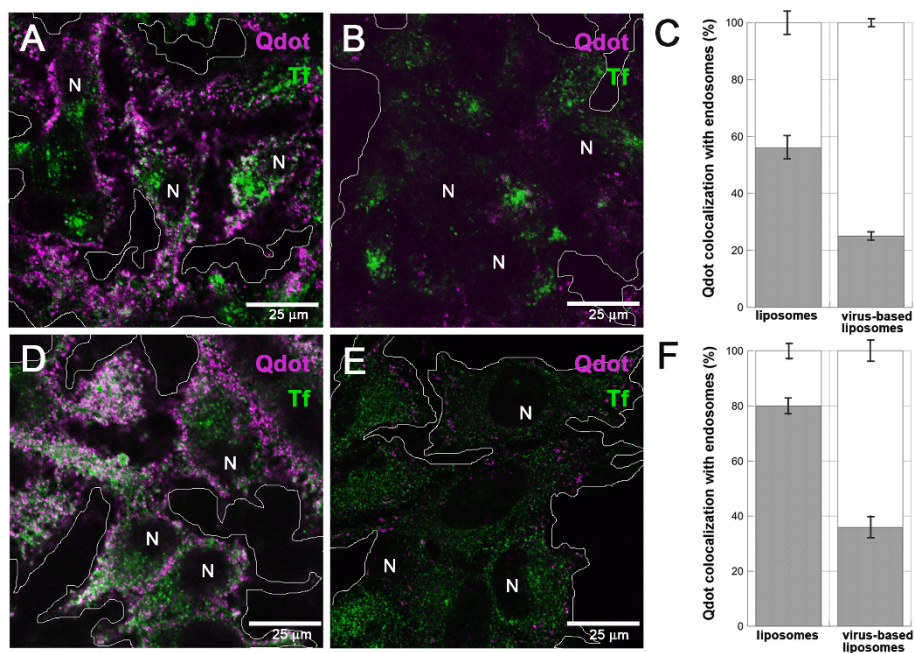 A
Qdot
Tf
N
N
N
25 µm
B
Qdot
Tf
N
N
N
25 µm
C
Qdot colocalization with endosomes (%)
100
80
60
40
20
0
liposomes
virus-based
liposomes
D
Qdot
Tf
N
N
N
25 µm
E
Qdot
Tf
N
N
N
25 µm
F
Qdot colocalization with endosomes (%)
100
80
60
40
20
0
liposomes
virus-based
liposomes